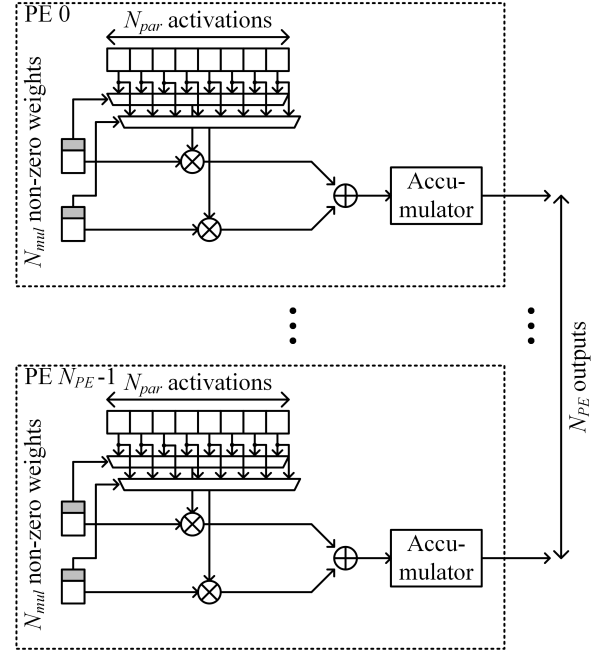 PE 0
N_par activations
N_mul non-zero weights
Accu-
mulator
N_PE outputs
PE N_PE-1
N_par activations
N_mul non-zero weights
Accu-
mulator